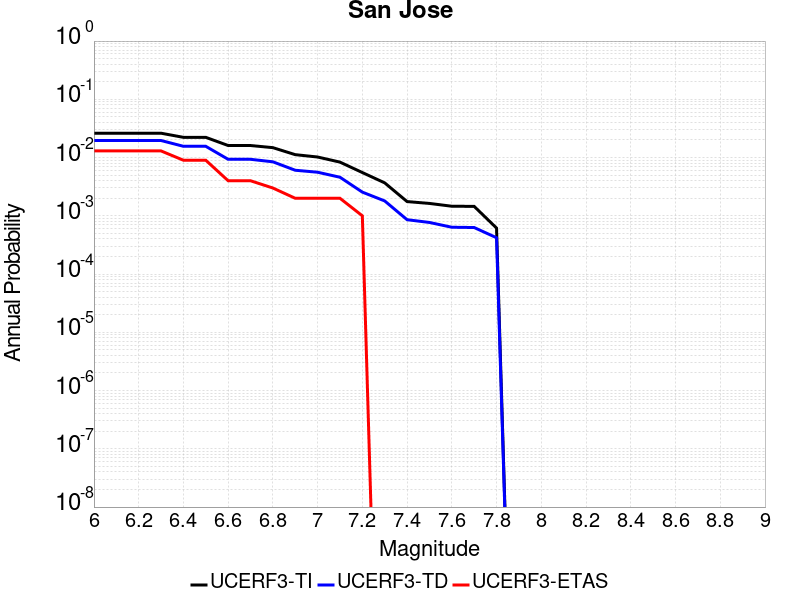 San Jose
10^0
10^-1
10^-2
10^-3
10^-4
10^-5
10^-6
10^-7
10^-8
Annual Probability
6 6.2 6.4 6.6 6.8 7 7.2 7.4 7.6 7.8 8 8.2 8.4 8.6 8.8 9
Magnitude
UCERF3-TI UCERF3-TD UCERF3-ETAS